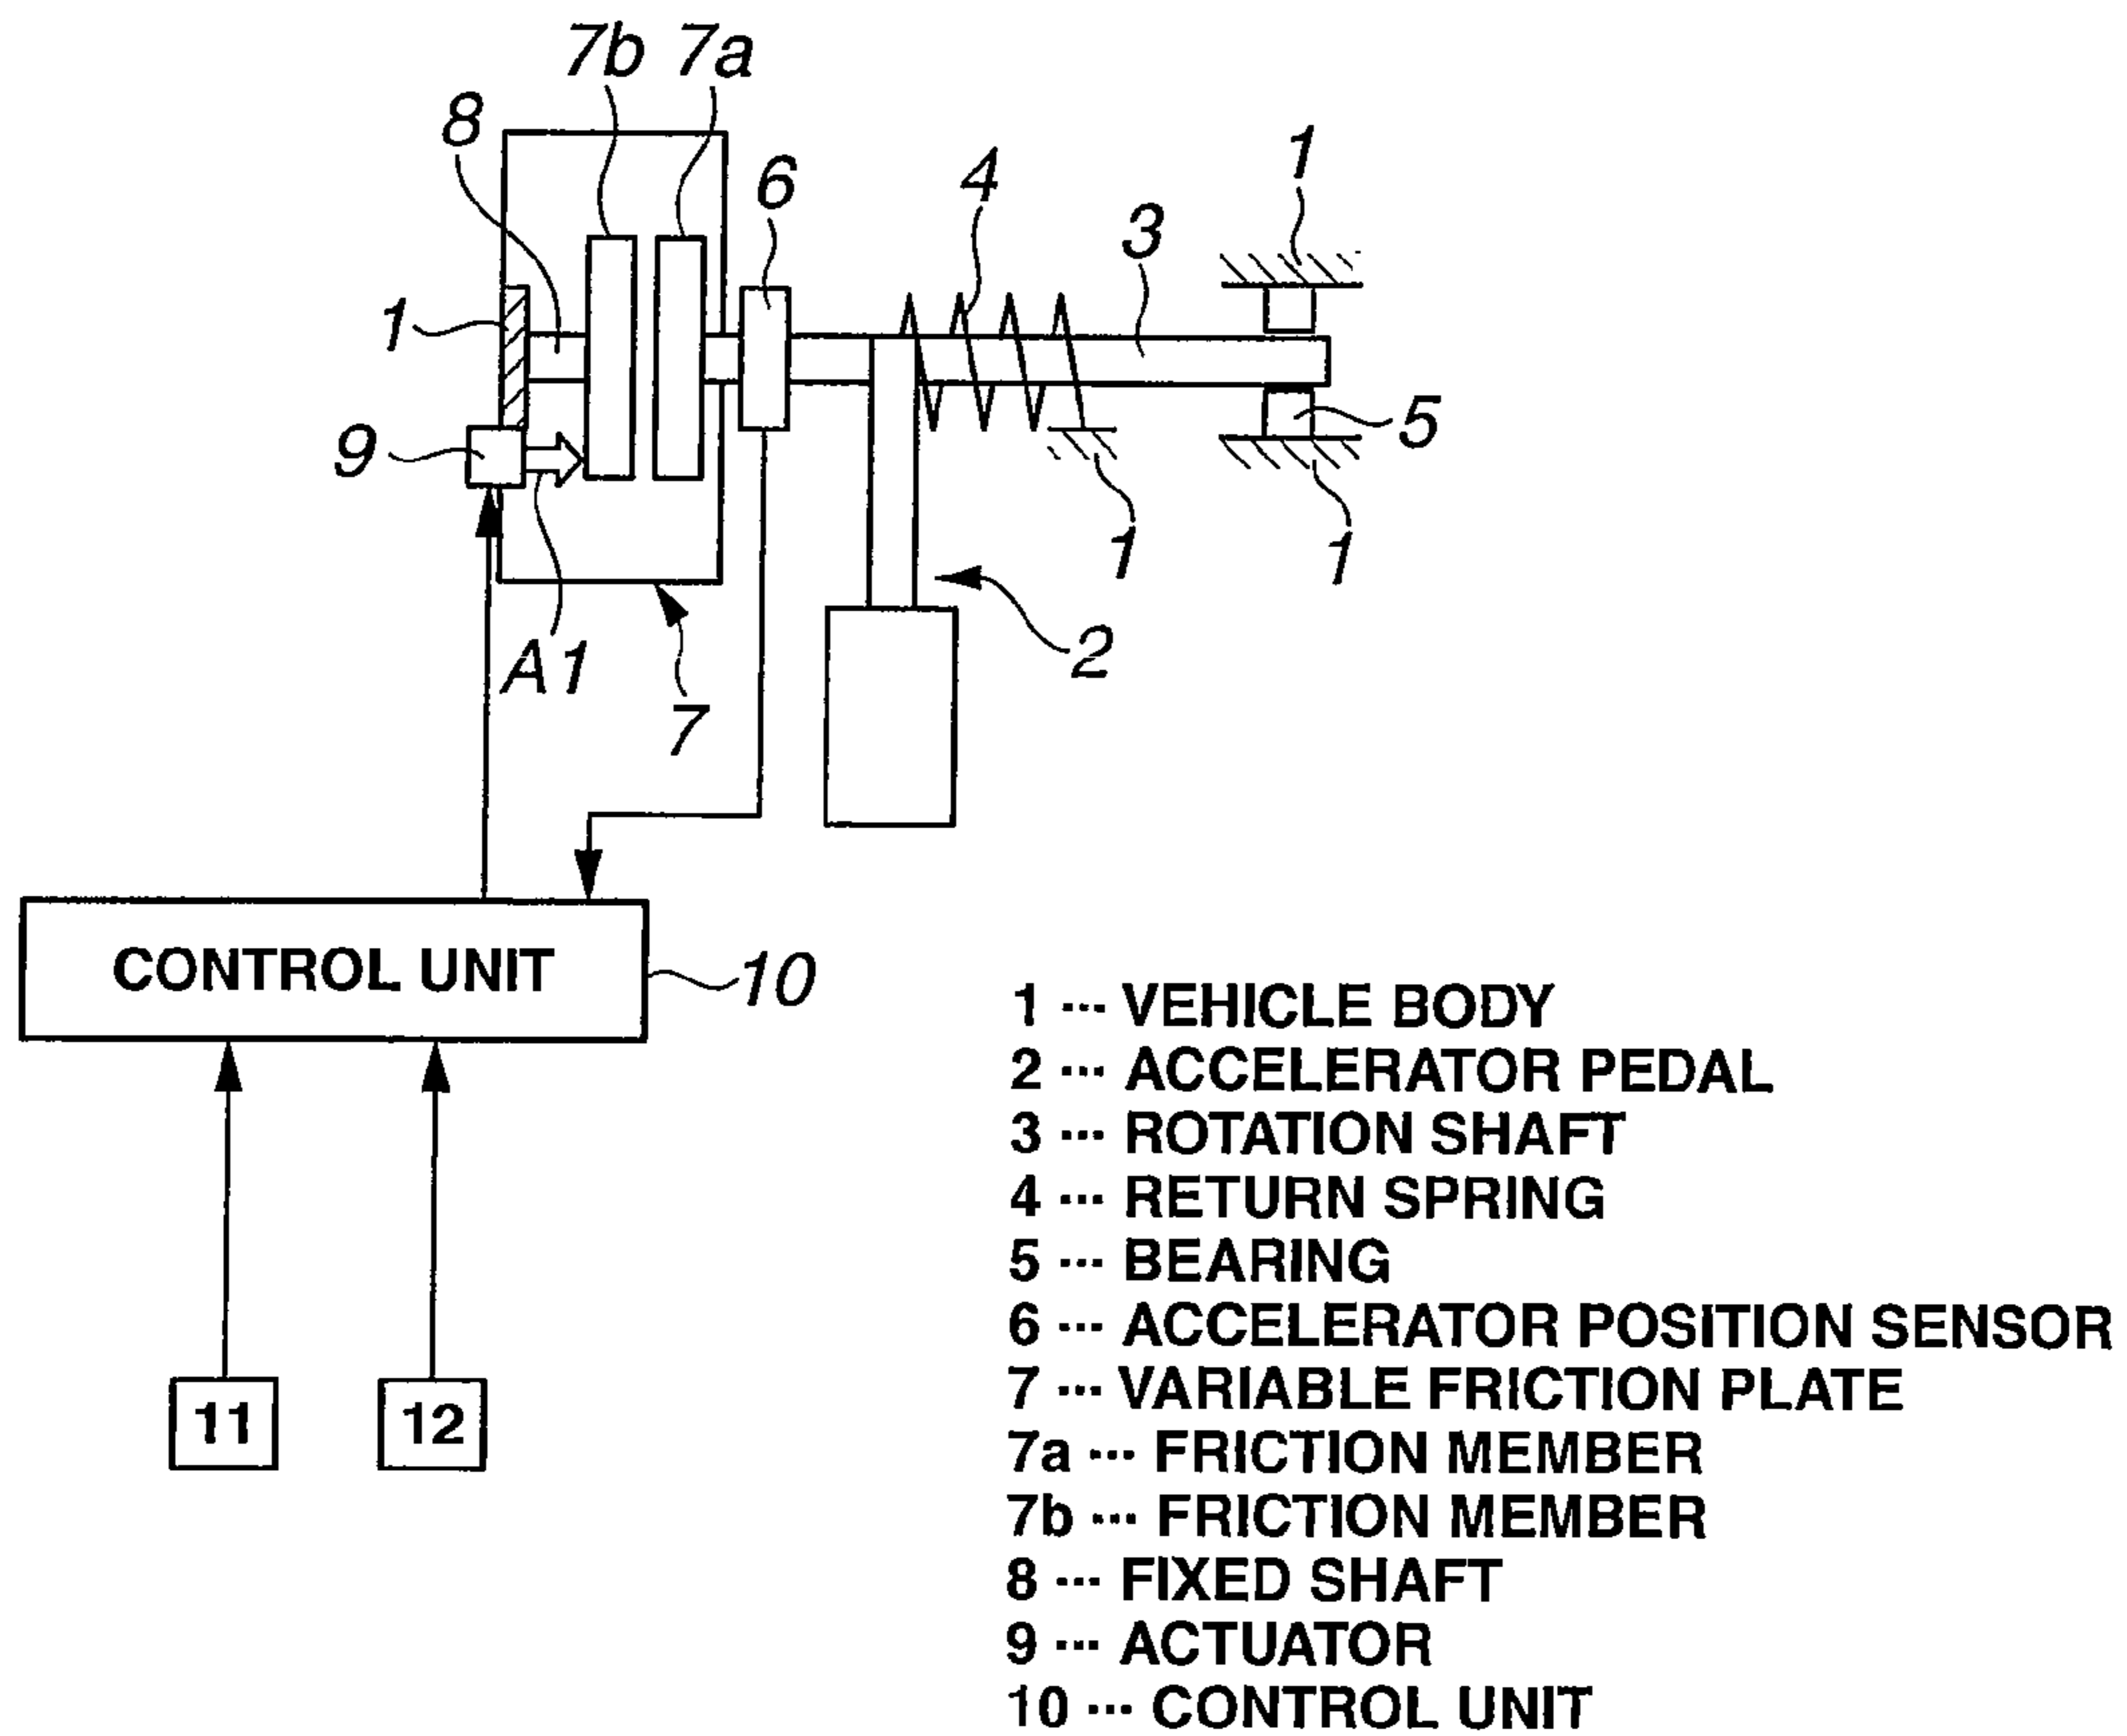 7b 7a
8
6
4
1
3
1
9
5
1
1
A1
2
7
CONTROL UNIT
10
11
12
1 ··· VEHICLE BODY
2 ··· ACCELERATOR PEDAL
3 ··· ROTATION SHAFT
4 ··· RETURN SPRING
5 ··· BEARING
6 ··· ACCELERATOR POSITION SENSOR
7 ··· VARIABLE FRICTION PLATE
7a ··· FRICTION MEMBER
7b ··· FRICTION MEMBER
8 ··· FIXED SHAFT
9 ··· ACTUATOR
10 ··· CONTROL UNIT